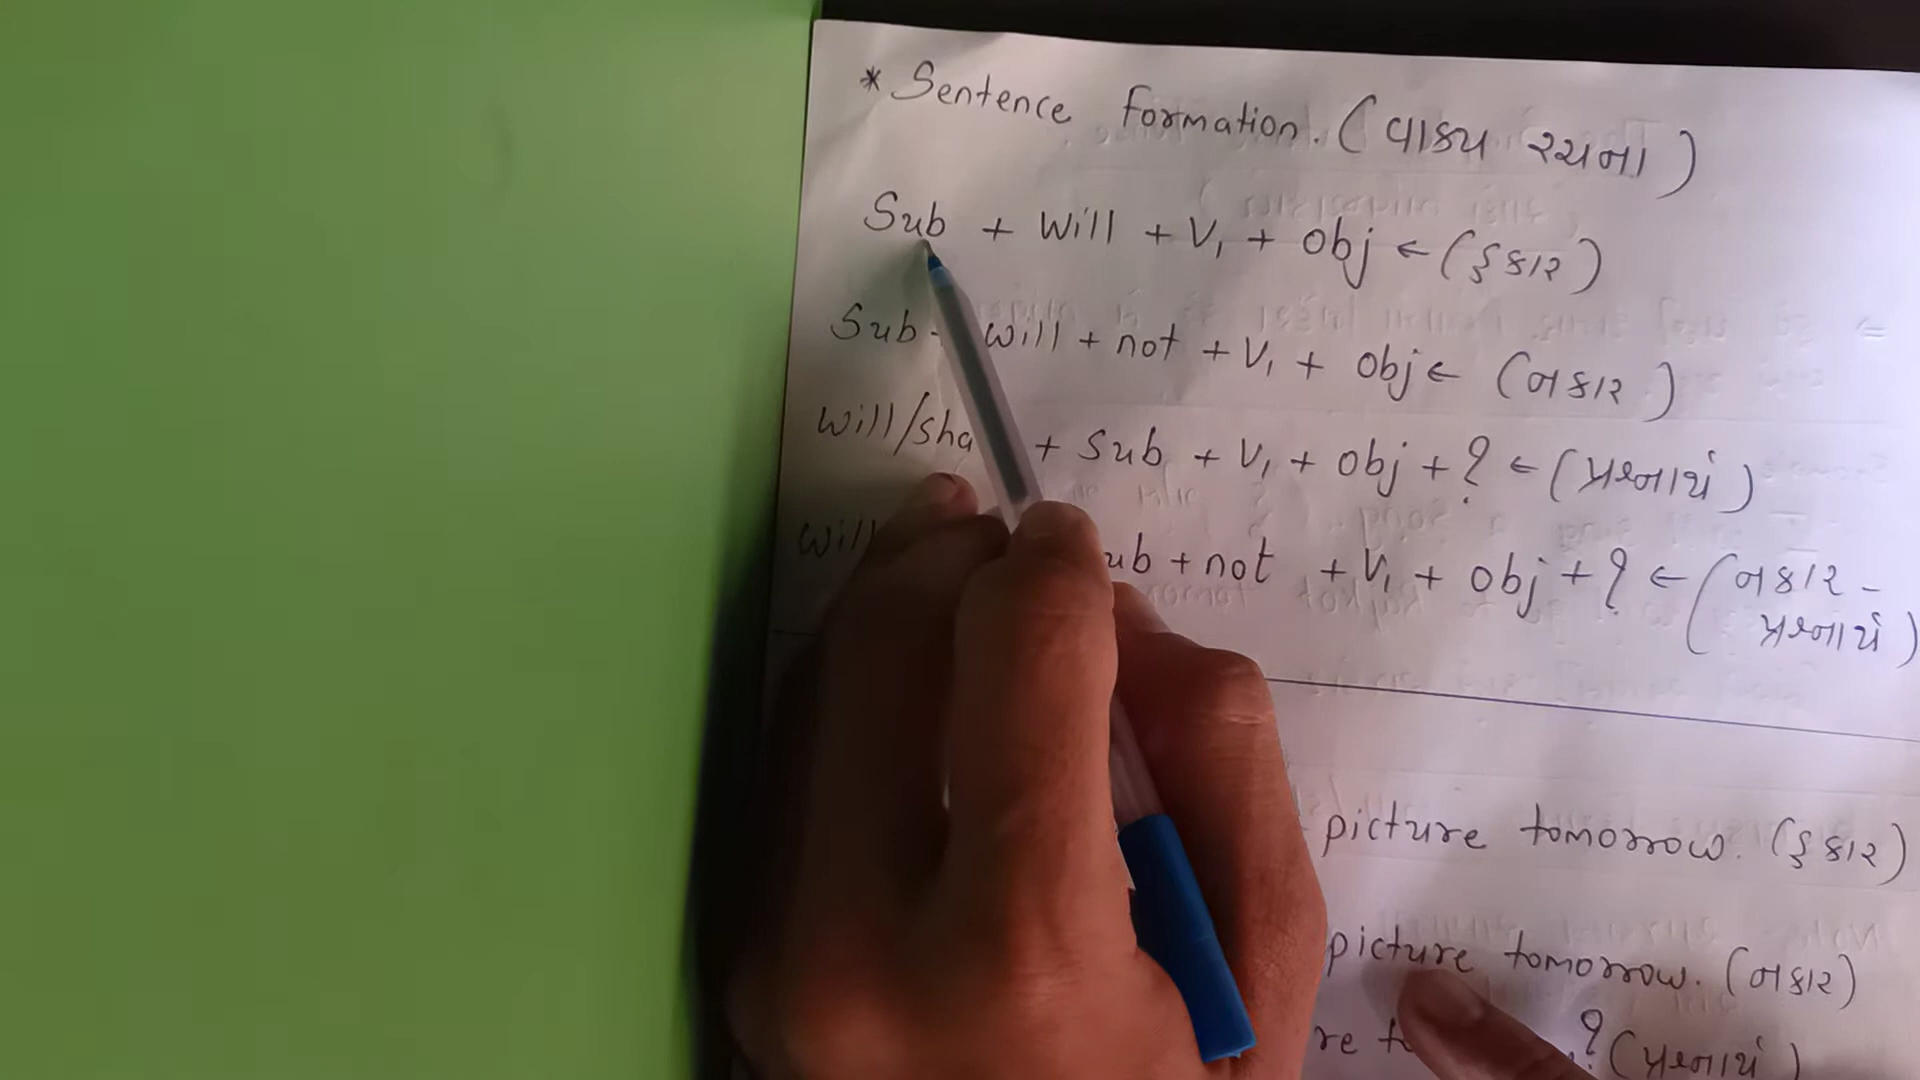 * Sentence Formation. (વાક્ય રચના)
Sub + Will + V₁ + Obj ← (હકાર)
Sub + Will + not + V₁ + Obj ← (નકાર)
Will/sha + Sub + V₁ + Obj + ? ← (પ્રશ્નાર્થ)
Will ub + not + V₁ + Obj + ? ← (નકાર -
પ્રશ્નાર્થ)
picture tomorrow. (હકાર)
picture tomorrow. (નકાર)
re t ? (પ્રશ્નાર્થ)